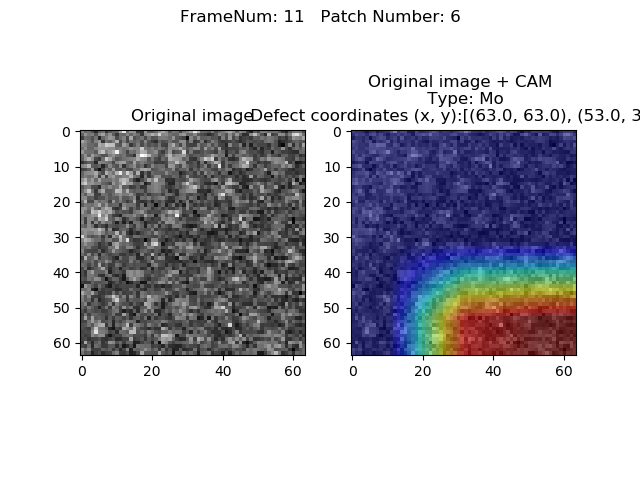 FrameNum: 11   Patch Number: 6
Original image + CAM
Type: Mo
Original image
Defect coordinates (x, y):[(63.0, 63.0), (53.0, 3
0
10
20
30
40
50
60
0 20 40 60
0
10
20
30
40
50
60
0 20 40 60